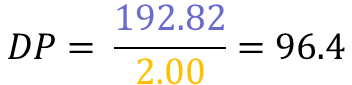 DP = 192.82 / 2.00 = 96.4